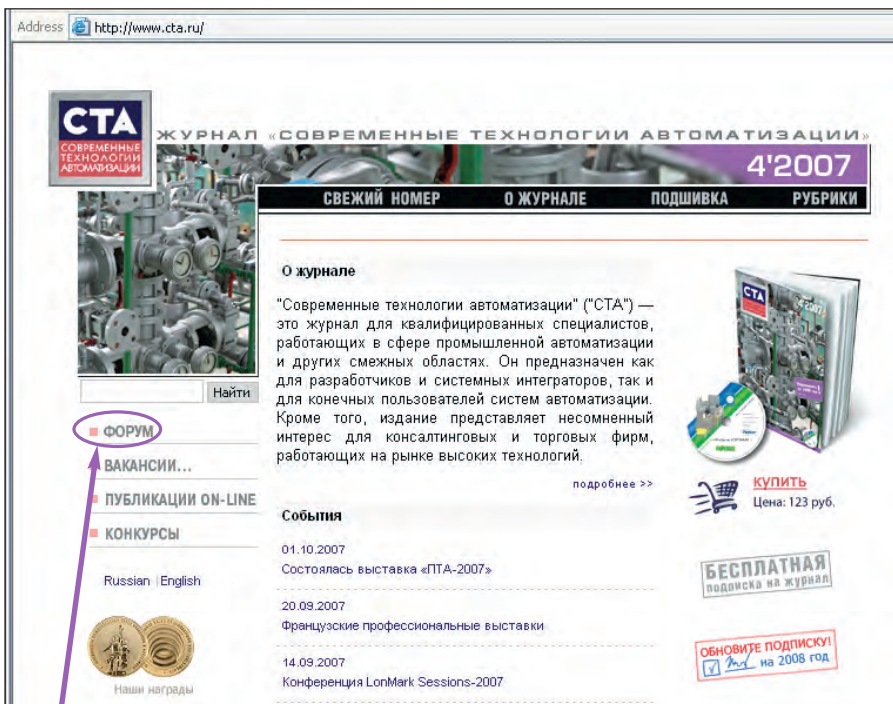 Address http://www.cta.ru/
СТА
СОВРЕМЕННЫЕ
ТЕХНОЛОГИИ
АВТОМАТИЗАЦИИ
ЖУРНАЛ «СОВРЕМЕННЫЕ ТЕХНОЛОГИИ АВТОМАТИЗАЦИИ»
4'2007
СВЕЖИЙ НОМЕР О ЖУРНАЛЕ ПОДШИВКА РУБРИКИ
Найти
ФОРУМ
ВАКАНСИИ...
ПУБЛИКАЦИИ ON-LINE
КОНКУРСЫ
Russian | English
Наши награды
О журнале
"Современные технологии автоматизации" ("СТА") —
это журнал для квалифицированных специалистов,
работающих в сфере промышленной автоматизации
и других смежных областях. Он предназначен как
для разработчиков и системных интеграторов, так и
для конечных пользователей систем автоматизации.
Кроме того, издание представляет несомненный
интерес для консалтинговых и торговых фирм,
работающих на рынке высоких технологий.
подробнее >>
События
01.10.2007
Состоялась выставка «ПТА-2007»
20.09.2007
Французские профессиональные выставки
14.09.2007
Конференция LonMark Sessions-2007
СТА
4'2007
купить
Цена: 123 руб.
БЕСПЛАТНАЯ
подписка на журнал
ОБНОВИТЕ ПОДПИСКУ!
на 2008 год